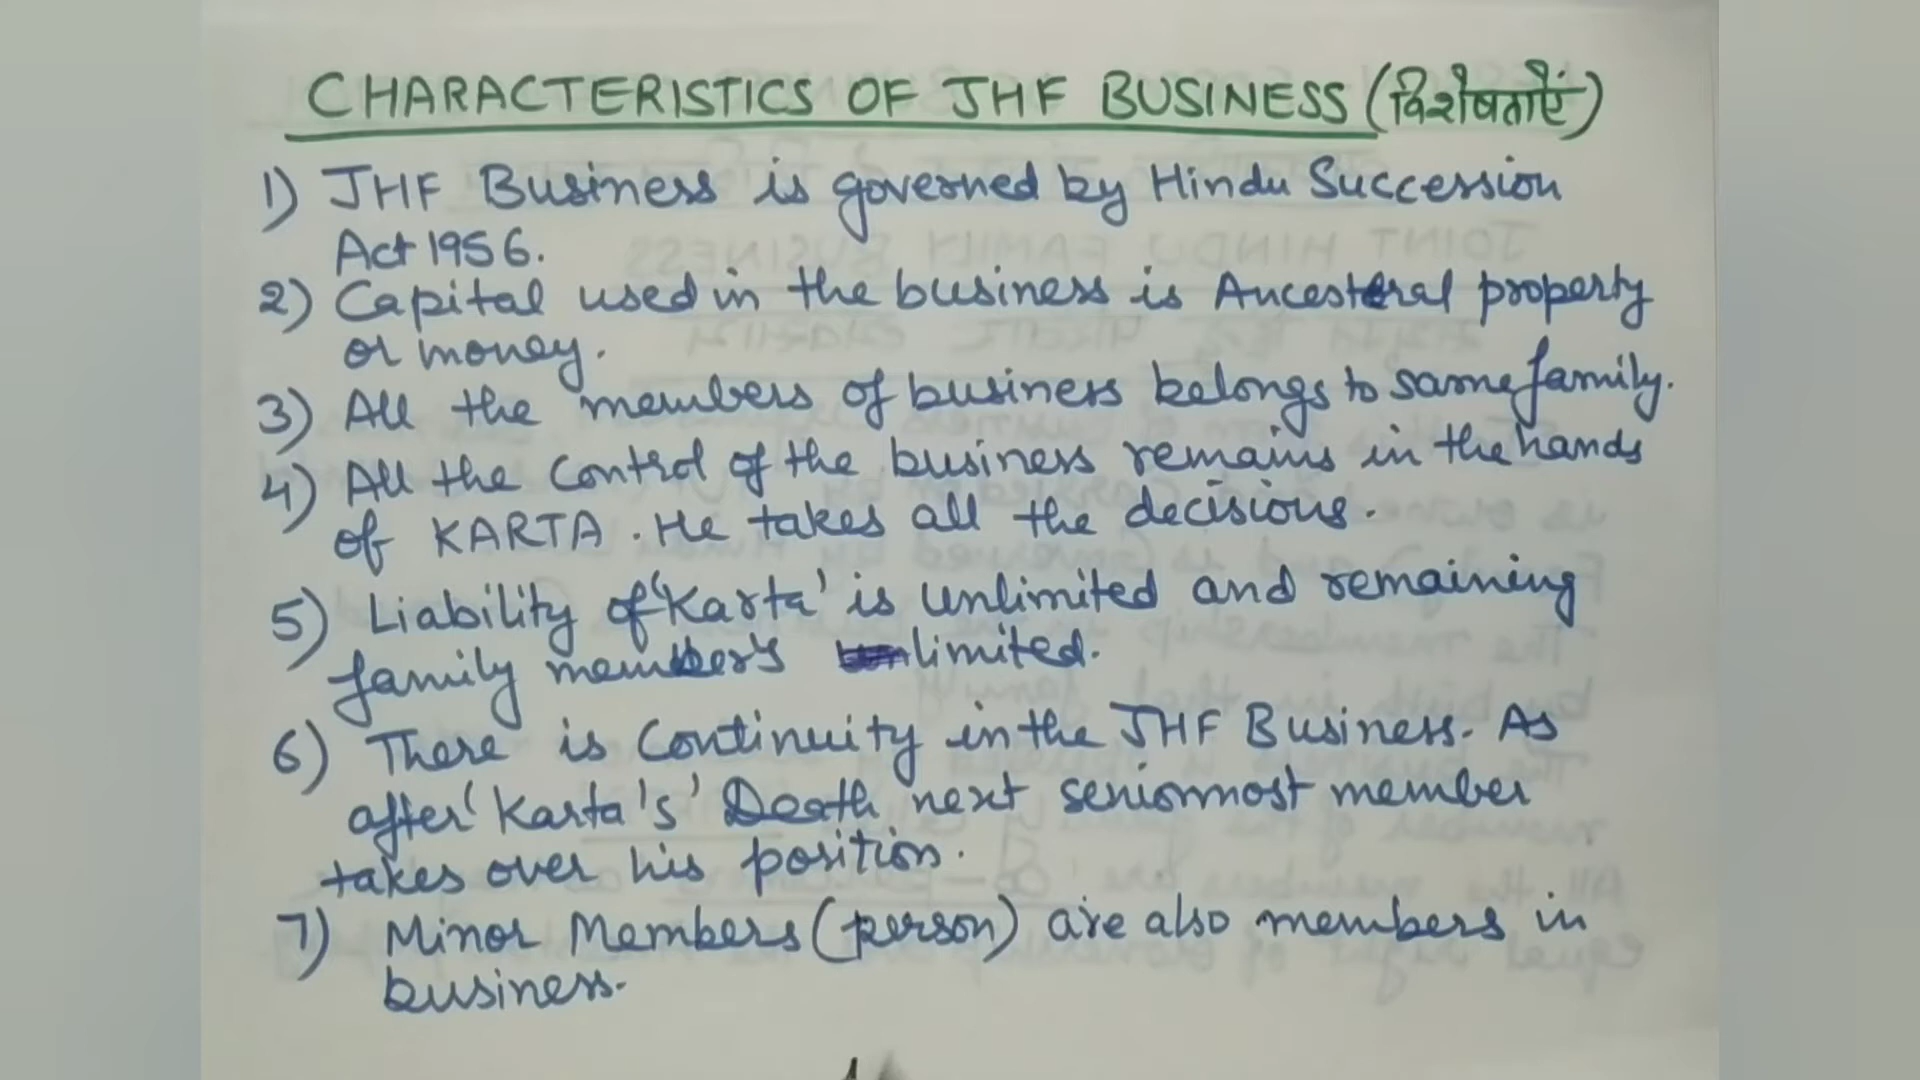 CHARACTERISTICS OF JHF BUSINESS (विशेषताएं)
1) JHF Business is governed by Hindu Succession
Act 1956.
2) Capital used in the business is Ancesteral property
or money.
3) All the members of business belongs to same family.
4) All the control of the business remains in the hands
of KARTA. He takes all the decisions.
5) Liability of 'Karta' is unlimited and remaining
family member's limited.
6) There is Continuity in the JHF Business. As
after 'Karta's' Death next seniormost member
takes over his position.
7) Minor Members (person) are also members in
business.